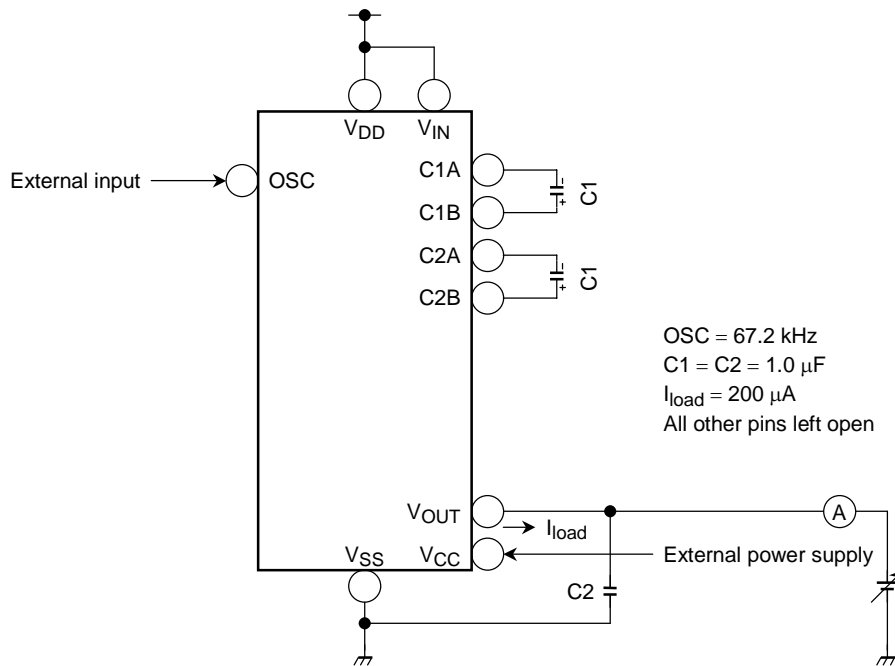 VDD
VIN
External input
OSC
C1A
C1B
C1
C2A
C2B
C1
OSC = 67.2 kHz
C1 = C2 = 1.0 μF
Iload = 200 μA
All other pins left open
VOUT
Iload
A
VSS
VCC
External power supply
C2